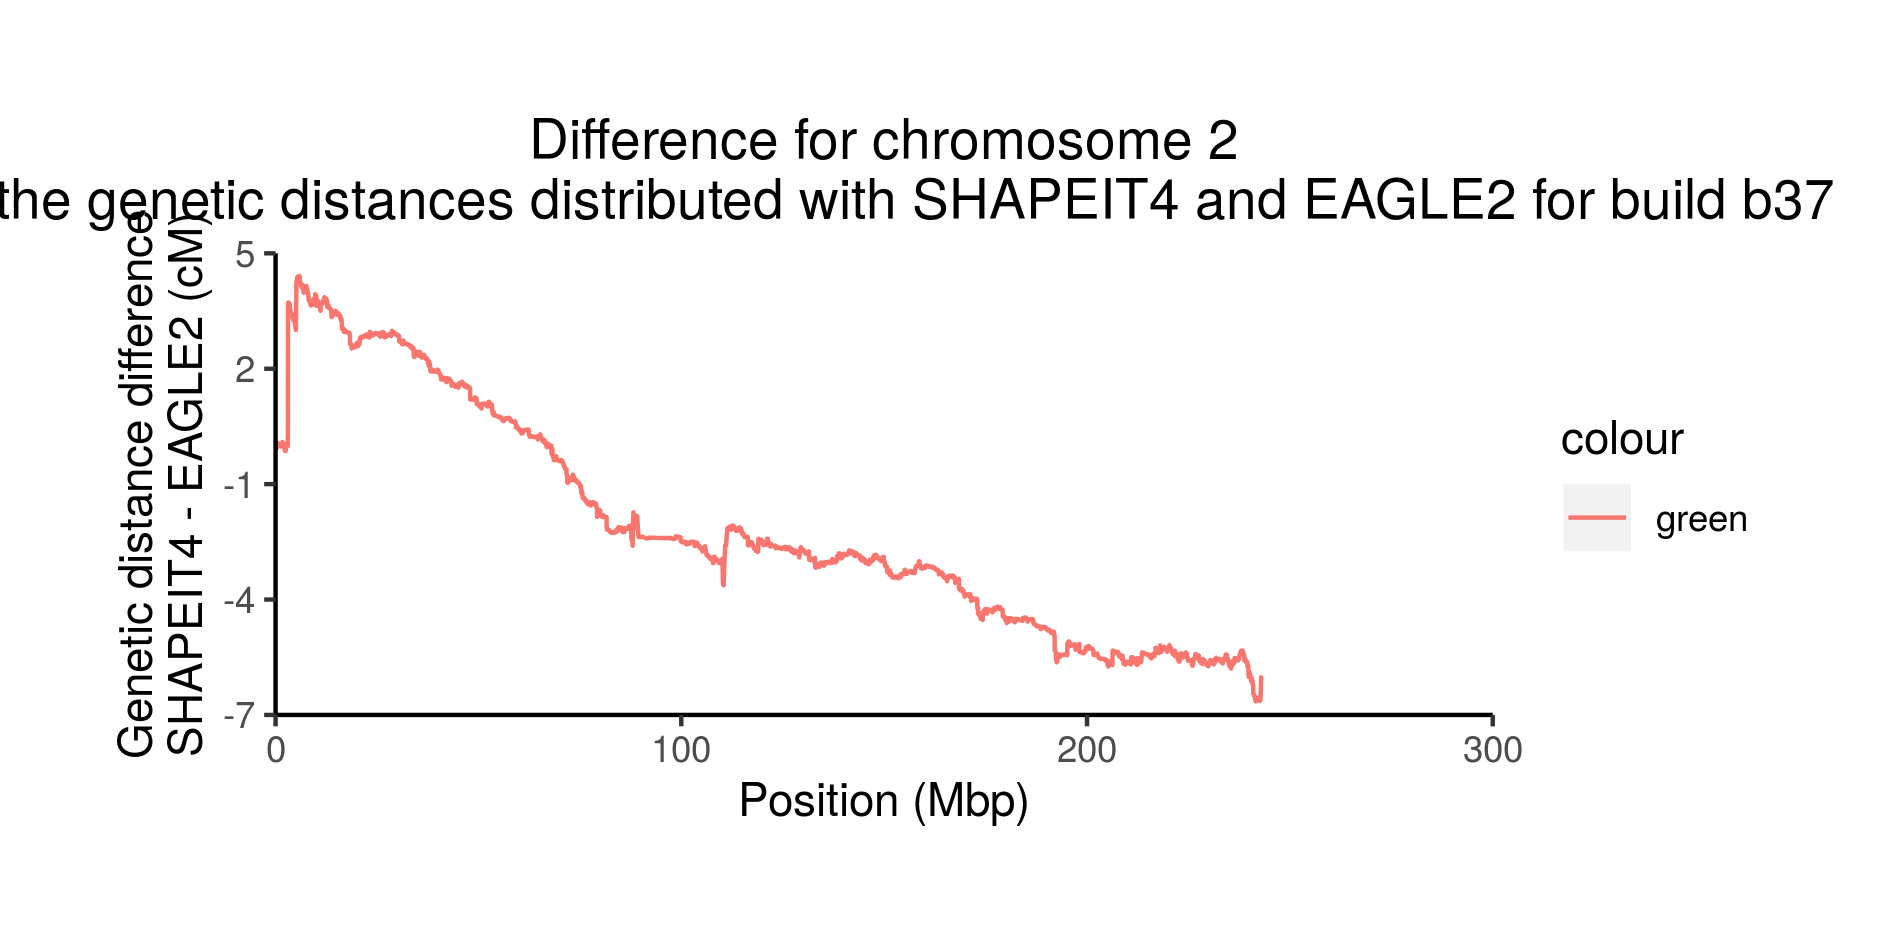 Difference for chromosome 2
the genetic distances distributed with SHAPEIT4 and EAGLE2 for build b37
Genetic distance difference
SHAPEIT4 - EAGLE2 (cM)
5
2
-1
-4
-7
0
100
200
300
Position (Mbp)
colour
green